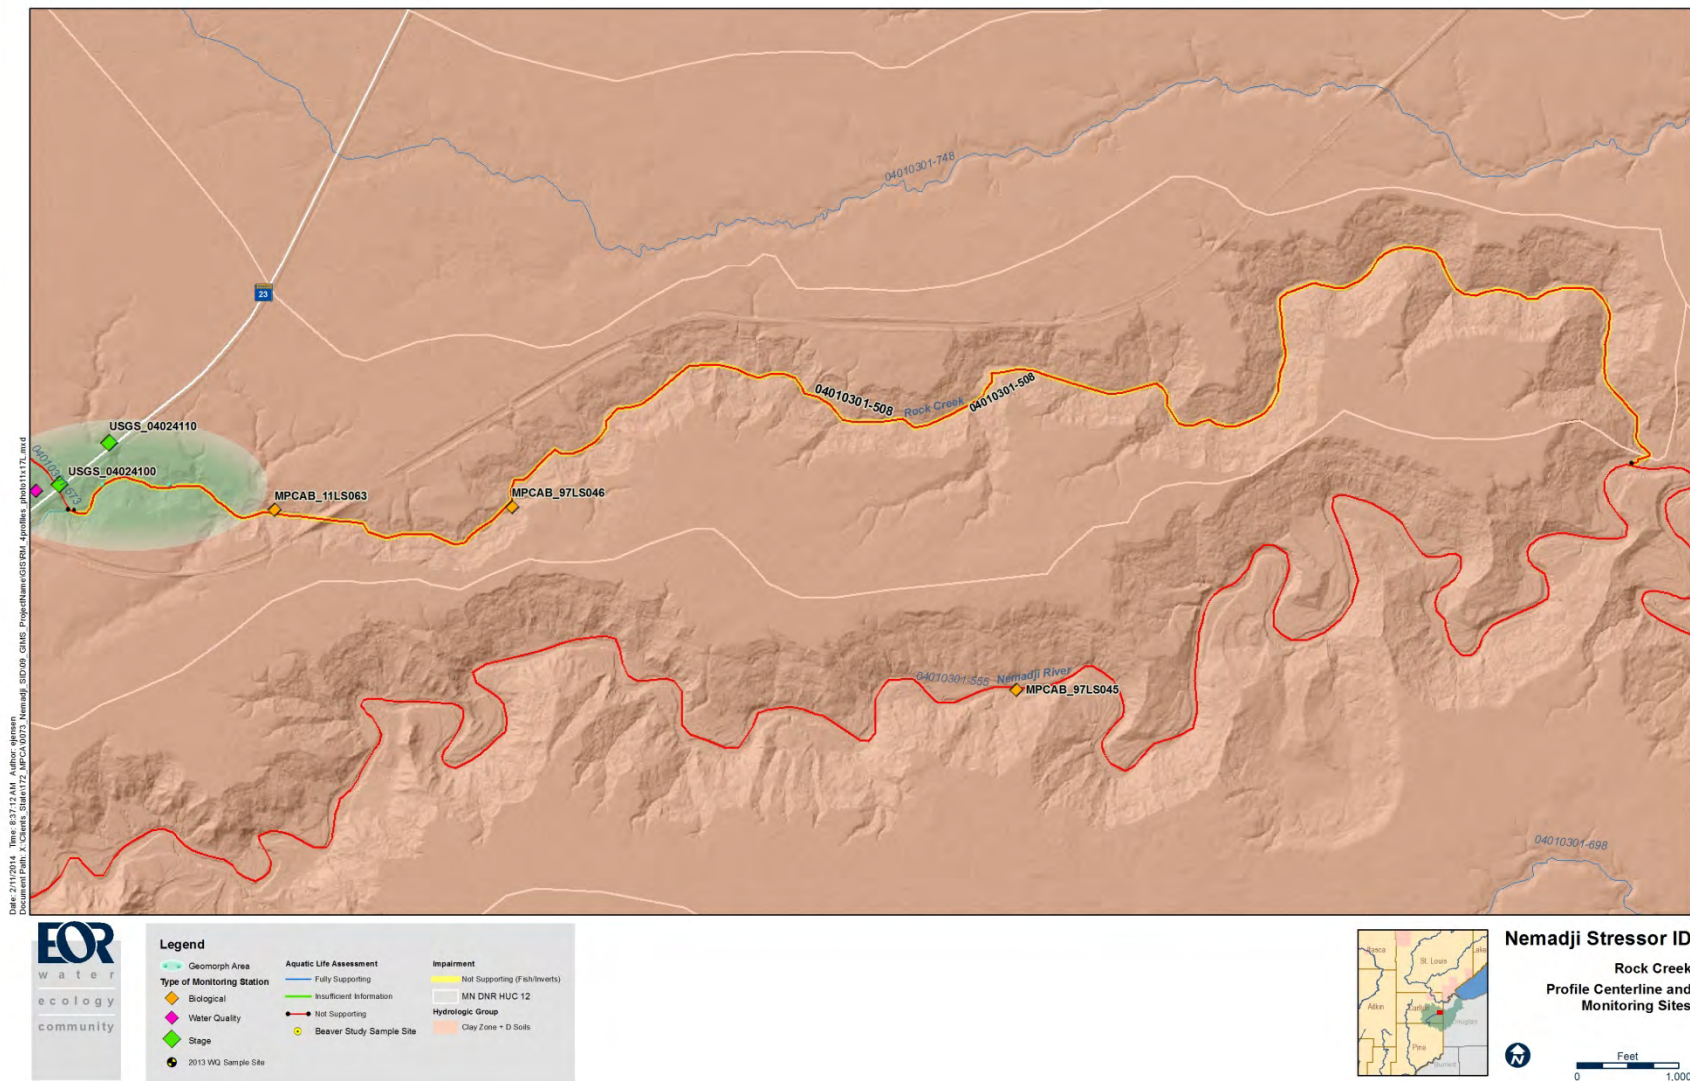 04010301-748
23
04010301-508
Rock Creek
04010301-508
USGS_04024110
USGS_04024100
MPCAB_11LS063
MPCAB_97LS046
04010301-555 Nemadji River
MPCAB_97LS045
04010301-698
Date: 2/11/2014 Time: 8:37:12 AM Author: ejensen
EOR
water
ecology
community
Legend
Geomorph Area
Type of Monitoring Station
Biological
Water Quality
Stage
2013 WQ Sample Site
Aquatic Life Assessment
Fully Supporting
Insufficient Information
Not Supporting
Beaver Study Sample Site
Impairment
Not Supporting (Fish/Inverts)
MN DNR HUC 12
Hydrologic Group
Clay Zone + D Soils
St. Louis
Lake
Aitkin
Pine
Nemadji Stressor ID
Rock Creek
Profile Centerline and
Monitoring Sites
N
Feet
0 1,000